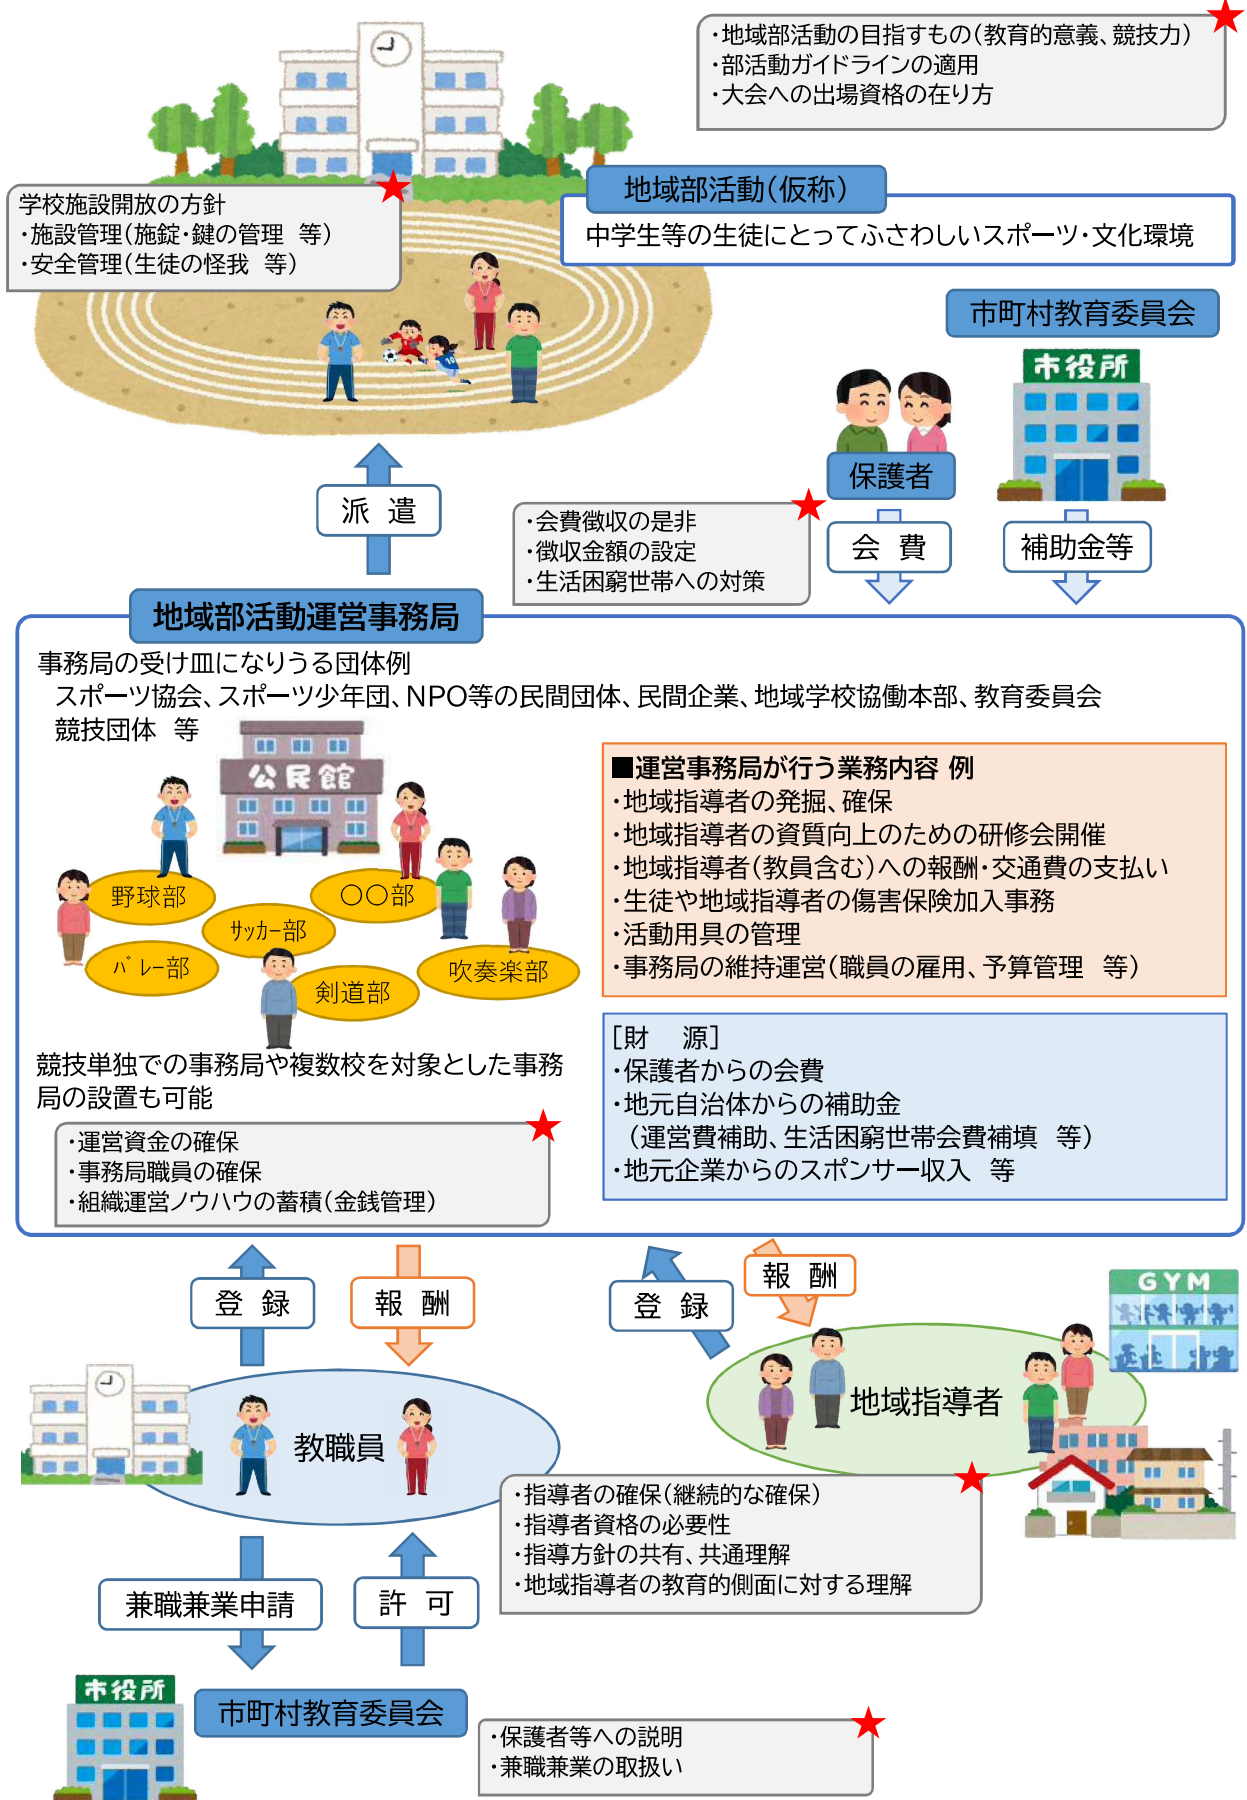 ・地域部活動の目指すもの（教育的意義、競技力）
・部活動ガイドラインの適用
・大会への出場資格の在り方
地域部活動（仮称）
中学生等の生徒にとってふさわしいスポーツ・文化環境
学校施設開放の方針
・施設管理（施錠・鍵の管理　等）
・安全管理（生徒の怪我　等）
市町村教育委員会
市役所
保護者
派　遣
・会費徴収の是非
・徴収金額の設定
・生活困窮世帯への対策
会　費
補助金等
地域部活動運営事務局
事務局の受け皿になりうる団体例
スポーツ協会、スポーツ少年団、NPO等の民間団体、民間企業、地域学校協働本部、教育委員会
競技団体　等
公民館
野球部
〇〇部
サッカー部
バレー部
剣道部
吹奏楽部
■運営事務局が行う業務内容 例
・地域指導者の発掘、確保
・地域指導者の資質向上のための研修会開催
・地域指導者（教員含む）への報酬・交通費の支払い
・生徒や地域指導者の傷害保険加入事務
・活動用具の管理
・事務局の維持運営（職員の雇用、予算管理　等）
［財　源］
・保護者からの会費
・地元自治体からの補助金
（運営費補助、生活困窮世帯会費補填　等）
・地元企業からのスポンサー収入　等
競技単独での事務局や複数校を対象とした事務
局の設置も可能
・運営資金の確保
・事務局職員の確保
・組織運営ノウハウの蓄積（金銭管理）
登　録
報　酬
登　録
報　酬
GYM
教職員
地域指導者
・指導者の確保（継続的な確保）
・指導者資格の必要性
・指導方針の共有、共通理解
・地域指導者の教育的側面に対する理解
兼職兼業申請
許　可
市役所
市町村教育委員会
・保護者等への説明
・兼職兼業の取扱い